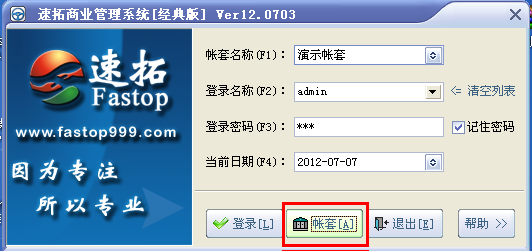 速拓商业管理系统[经典版] Ver12.0703
速拓
Fastop
www.fastop999.com
因为专注
所以专业
帐套名称(F1)： 演示帐套
登录名称(F2)： admin <= 清空列表
登录密码(F3)： *** 记住密码
当前日期(F4)： 2012-07-07
登录[L] 帐套[A] 退出[E] 帮助 >>